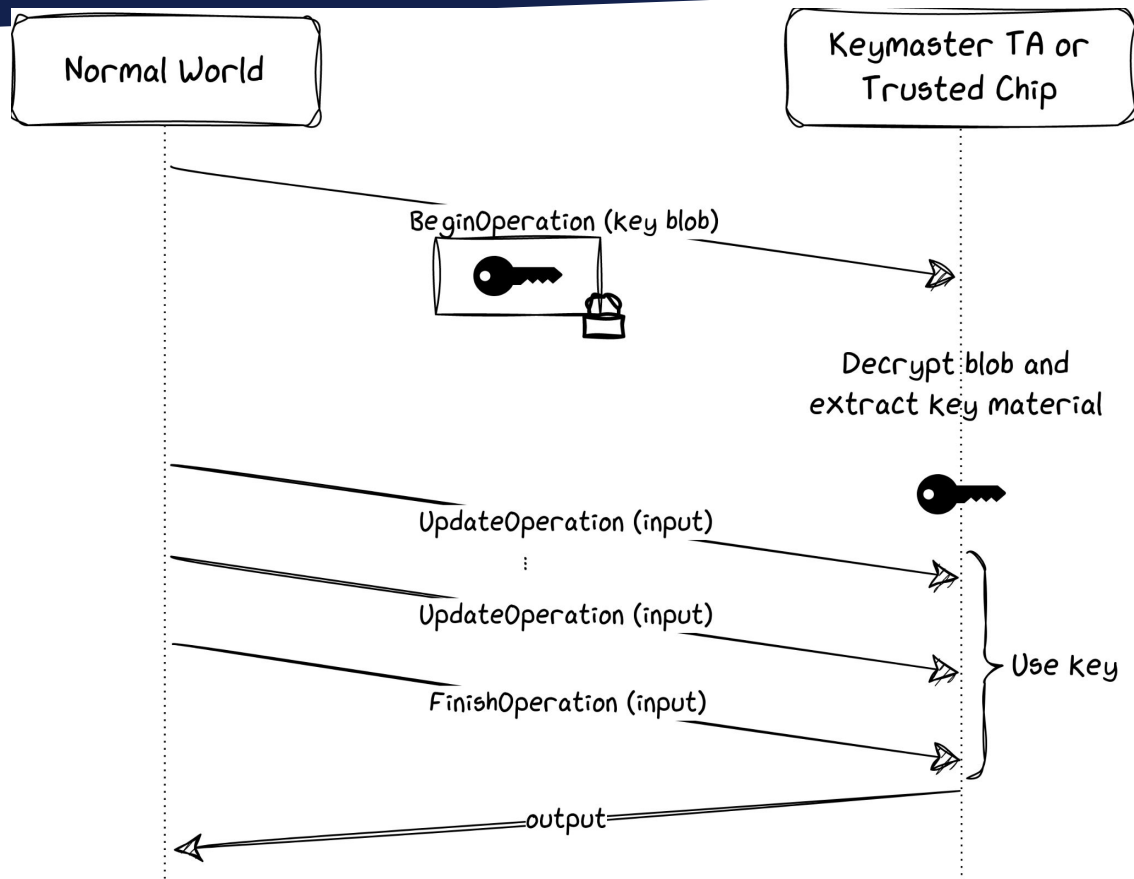 Normal World
Keymaster TA or
Trusted Chip
BeginOperation (key blob)
Decrypt blob and
extract key material
UpdateOperation (input)
⋮
UpdateOperation (input)
Use key
FinishOperation (input)
output